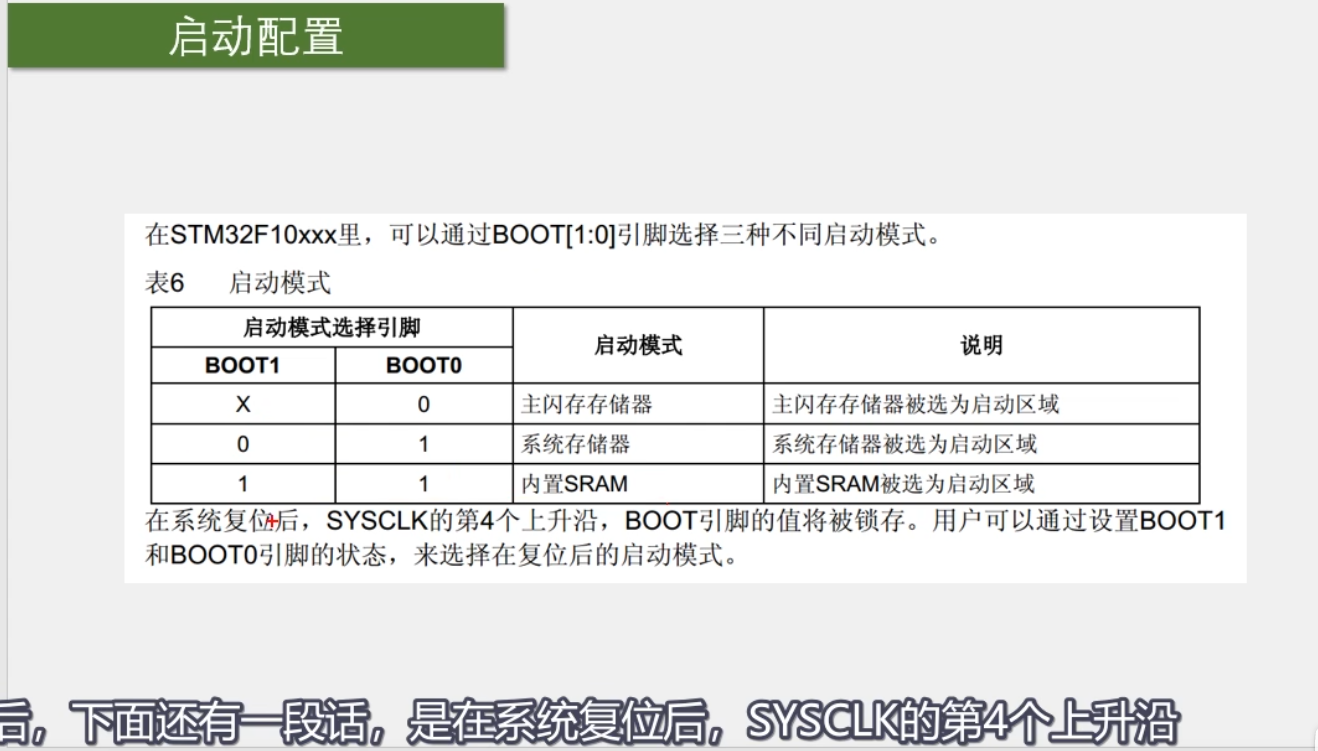 启动配置
在STM32F10xxx里，可以通过BOOT[1:0]引脚选择三种不同启动模式。
表6 启动模式
启动模式选择引脚 启动模式 说明
BOOT1 BOOT0
X 0 主闪存存储器 主闪存存储器被选为启动区域
0 1 系统存储器 系统存储器被选为启动区域
1 1 内置SRAM 内置SRAM被选为启动区域
在系统复位后，SYSCLK的第4个上升沿，BOOT引脚的值将被锁存。用户可以通过设置BOOT1
和BOOT0引脚的状态，来选择在复位后的启动模式。
后，下面还有一段话，是在系统复位后，SYSCLK的第4个上升沿